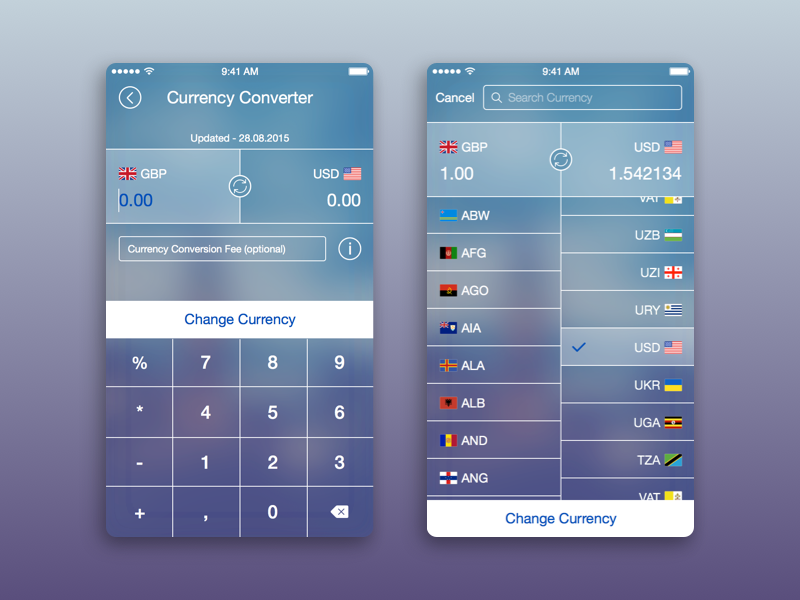 9:41 AM
Currency Converter
Updated - 28.08.2015
GBP
USD
0.00
0.00
Currency Conversion Fee (optional)
i
Change Currency
% 7 8 9
* 4 5 6
- 1 2 3
+ , 0
9:41 AM
Cancel
Search Currency
GBP
USD
1.00
1.542134
ABW
AFG
AGO
AIA
ALA
ALB
AND
ANG
VAT
UZB
UZI
URY
USD
UKR
UGA
TZA
VAT
Change Currency